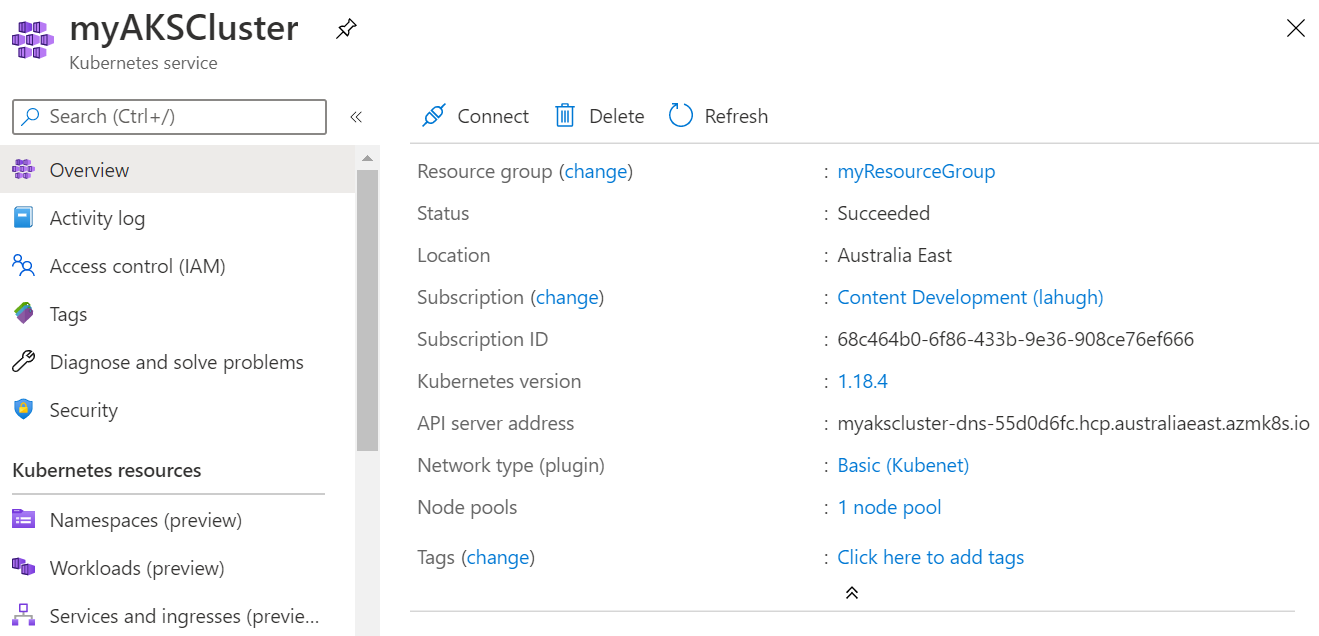 myAKSCluster
Kubernetes service
Search (Ctrl+/)
«
Overview
Activity log
Access control (IAM)
Tags
Diagnose and solve problems
Security
Kubernetes resources
Namespaces (preview)
Workloads (preview)
Services and ingresses (previe...
Connect Delete Refresh
Resource group (change) : myResourceGroup
Status : Succeeded
Location : Australia East
Subscription (change) : Content Development (lahugh)
Subscription ID : 68c464b0-6f86-433b-9e36-908ce76ef666
Kubernetes version : 1.18.4
API server address : myakscluster-dns-55d0d6fc.hcp.australiaeast.azmk8s.io
Network type (plugin) : Basic (Kubenet)
Node pools : 1 node pool
Tags (change) : Click here to add tags